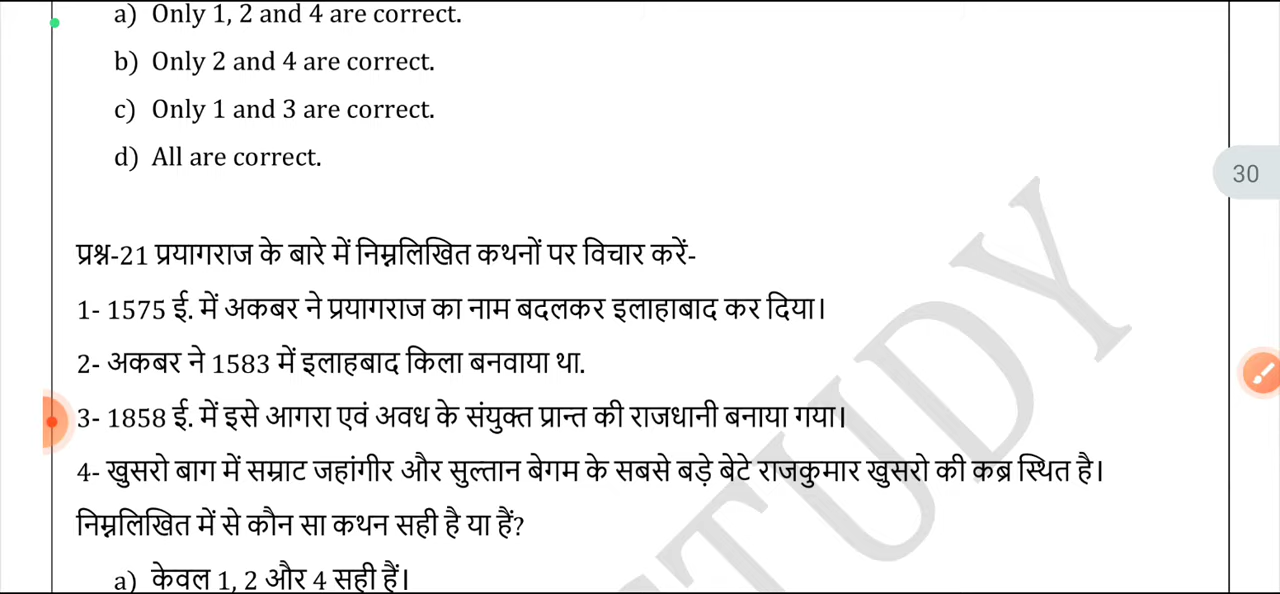 a) Only 1, 2 and 4 are correct.
b) Only 2 and 4 are correct.
c) Only 1 and 3 are correct.
d) All are correct.
30
प्रश्न-21 प्रयागराज के बारे में निम्नलिखित कथनों पर विचार करें-
1- 1575 ई. में अकबर ने प्रयागराज का नाम बदलकर इलाहाबाद कर दिया।
2- अकबर ने 1583 में इलाहबाद किला बनवाया था.
3- 1858 ई. में इसे आगरा एवं अवध के संयुक्त प्रान्त की राजधानी बनाया गया।
4- खुसरो बाग में सम्राट जहांगीर और सुल्तान बेगम के सबसे बड़े बेटे राजकुमार खुसरो की कब्र स्थित है।
निम्नलिखित में से कौन सा कथन सही है या हैं?
a) केवल 1, 2 और 4 सही हैं।
STUDY